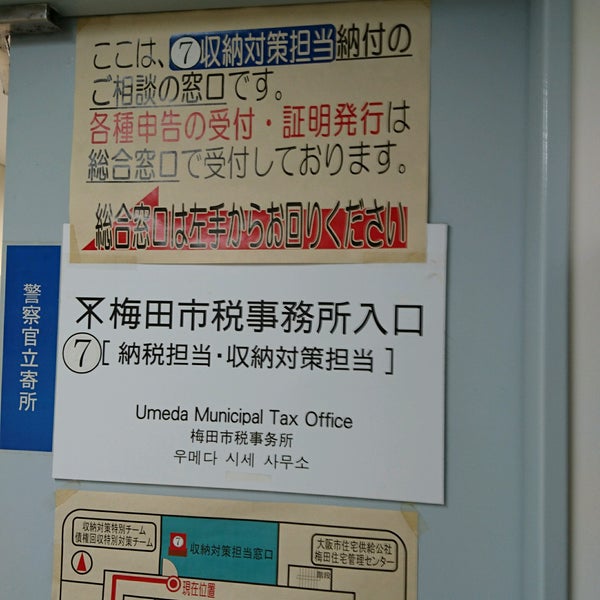 ここは、⑦収納対策担当納付の
ご相談の窓口です。
各種申告の受付・証明発行は
総合窓口で受付しております。
総合窓口は左手からお回りください
警察官立寄所
梅田市税事務所入口
⑦[ 納税担当・収納対策担当 ]
Umeda Municipal Tax Office
梅田市税事务所
우메다 시세 사무소
収納対策特別チーム
債権回収特別対策チーム
7
収納対策担当窓口
大阪市住宅供給公社
梅田住宅管理センター
階段
現在位置